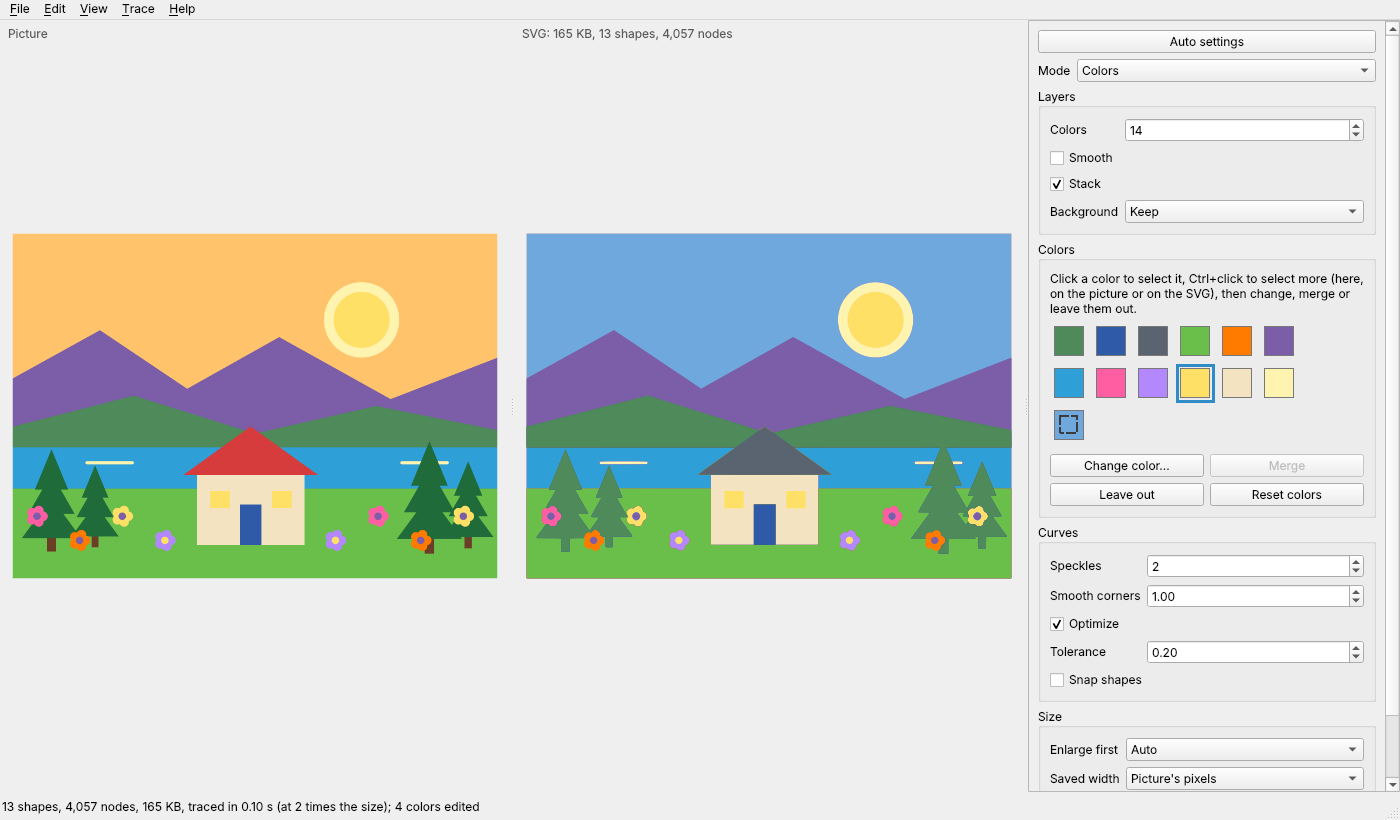 File Edit View Trace Help
Picture
SVG: 165 KB, 13 shapes, 4,057 nodes
Auto settings
Mode Colors
Layers
Colors 14
Smooth
Stack
Background Keep
Colors
Click a color to select it, Ctrl+click to select more (here,
on the picture or on the SVG), then change, merge or
leave them out.
Change color... Merge
Leave out Reset colors
Curves
Speckles 2
Smooth corners 1.00
Optimize
Tolerance 0.20
Snap shapes
Size
Enlarge first Auto
Saved width Picture's pixels
13 shapes, 4,057 nodes, 165 KB, traced in 0.10 s (at 2 times the size); 4 colors edited